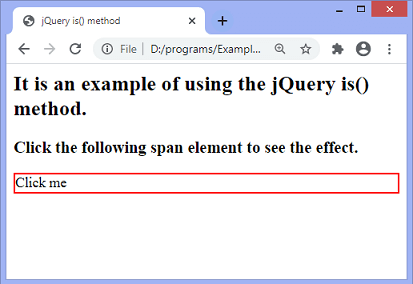 jQuery is() method
File | D:/programs/Exampl...
It is an example of using the jQuery is()
method.
Click the following span element to see the effect.
Click me